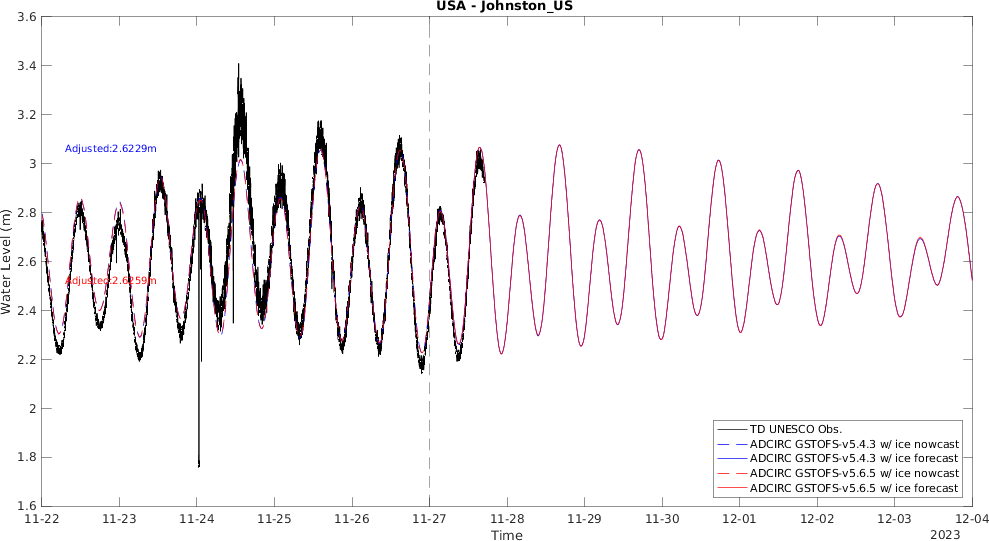 USA - Johnston_US
3.6
3.4
3.2
3
2.8
2.6
2.4
2.2
2
1.8
1.6
Water Level (m)
Adjusted:2.6229m
Adjusted:2.6259m
TD UNESCO Obs.
ADCIRC GSTOFS-v5.4.3 w/ ice nowcast
ADCIRC GSTOFS-v5.4.3 w/ ice forecast
ADCIRC GSTOFS-v5.6.5 w/ ice nowcast
ADCIRC GSTOFS-v5.6.5 w/ ice forecast
11-22 11-23 11-24 11-25 11-26 11-27 11-28 11-29 11-30 12-01 12-02 12-03 12-04
Time
2023